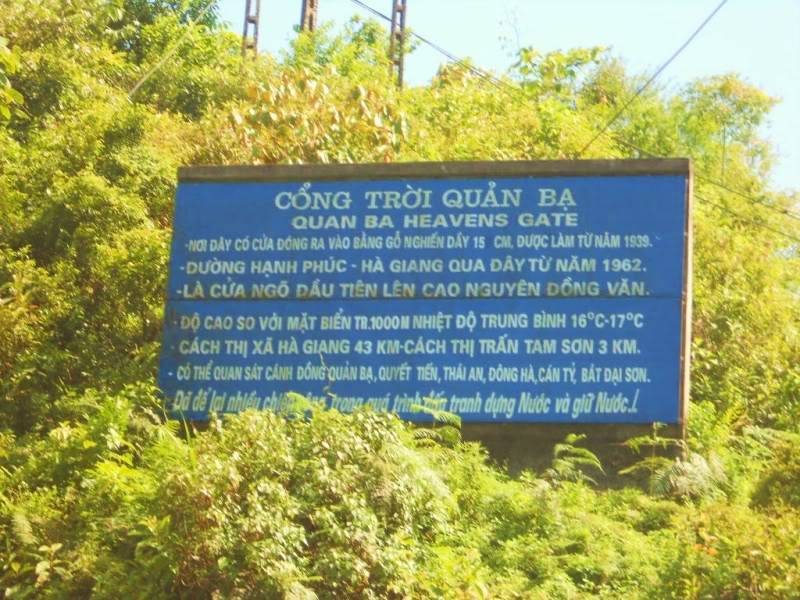 CỔNG TRỜI QUẢN BẠ
QUAN BA HEAVENS GATE
-NƠI ĐÂY CÓ CỬA ĐÓNG RA VÀO BẰNG GỖ NGHIẾN DẦY 15 CM, ĐƯỢC LÀM TỪ NĂM 1939.
-ĐƯỜNG HẠNH PHÚC - HÀ GIANG QUA ĐÂY TỪ NĂM 1962.
-LÀ CỬA NGÕ ĐẦU TIÊN LÊN CAO NGUYÊN ĐỒNG VĂN.
-ĐỘ CAO SO VỚI MẶT BIỂN TR.1000M NHIỆT ĐỘ TRUNG BÌNH 16°C-17°C
-CÁCH THỊ XÃ HÀ GIANG 43 KM-CÁCH THỊ TRẤN TAM SƠN 3 KM.
-CÓ THỂ QUAN SÁT CÁNH ĐỒNG QUẢN BẠ, QUYẾT TIẾN, THÁI AN, ĐÔNG HÀ, CÁN TỶ, BÁT ĐẠI SƠN.
Đã để lại nhiều chiến trong quá trình tranh dựng Nước và giữ Nước.!